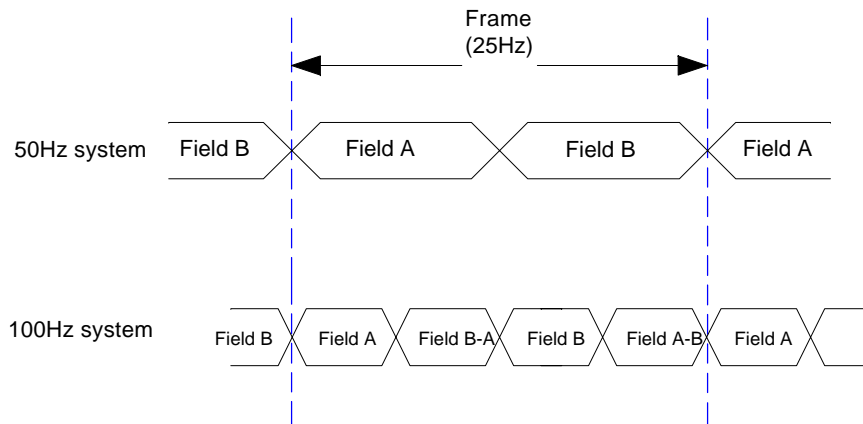 Frame
(25Hz)
50Hz system
Field B
Field A
Field B
Field A
100Hz system
Field B
Field A
Field B-A
Field B
Field A-B
Field A